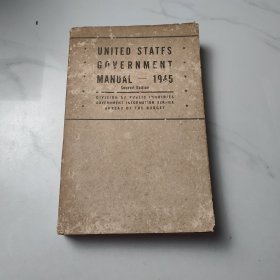 UNITED STATES
GOVERNMENT
MANUAL — 1945
Second Edition
DIVISION OF PUBLIC INQUIRIES
GOVERNMENT INFORMATION SERVICE
BUREAU OF THE BUDGET